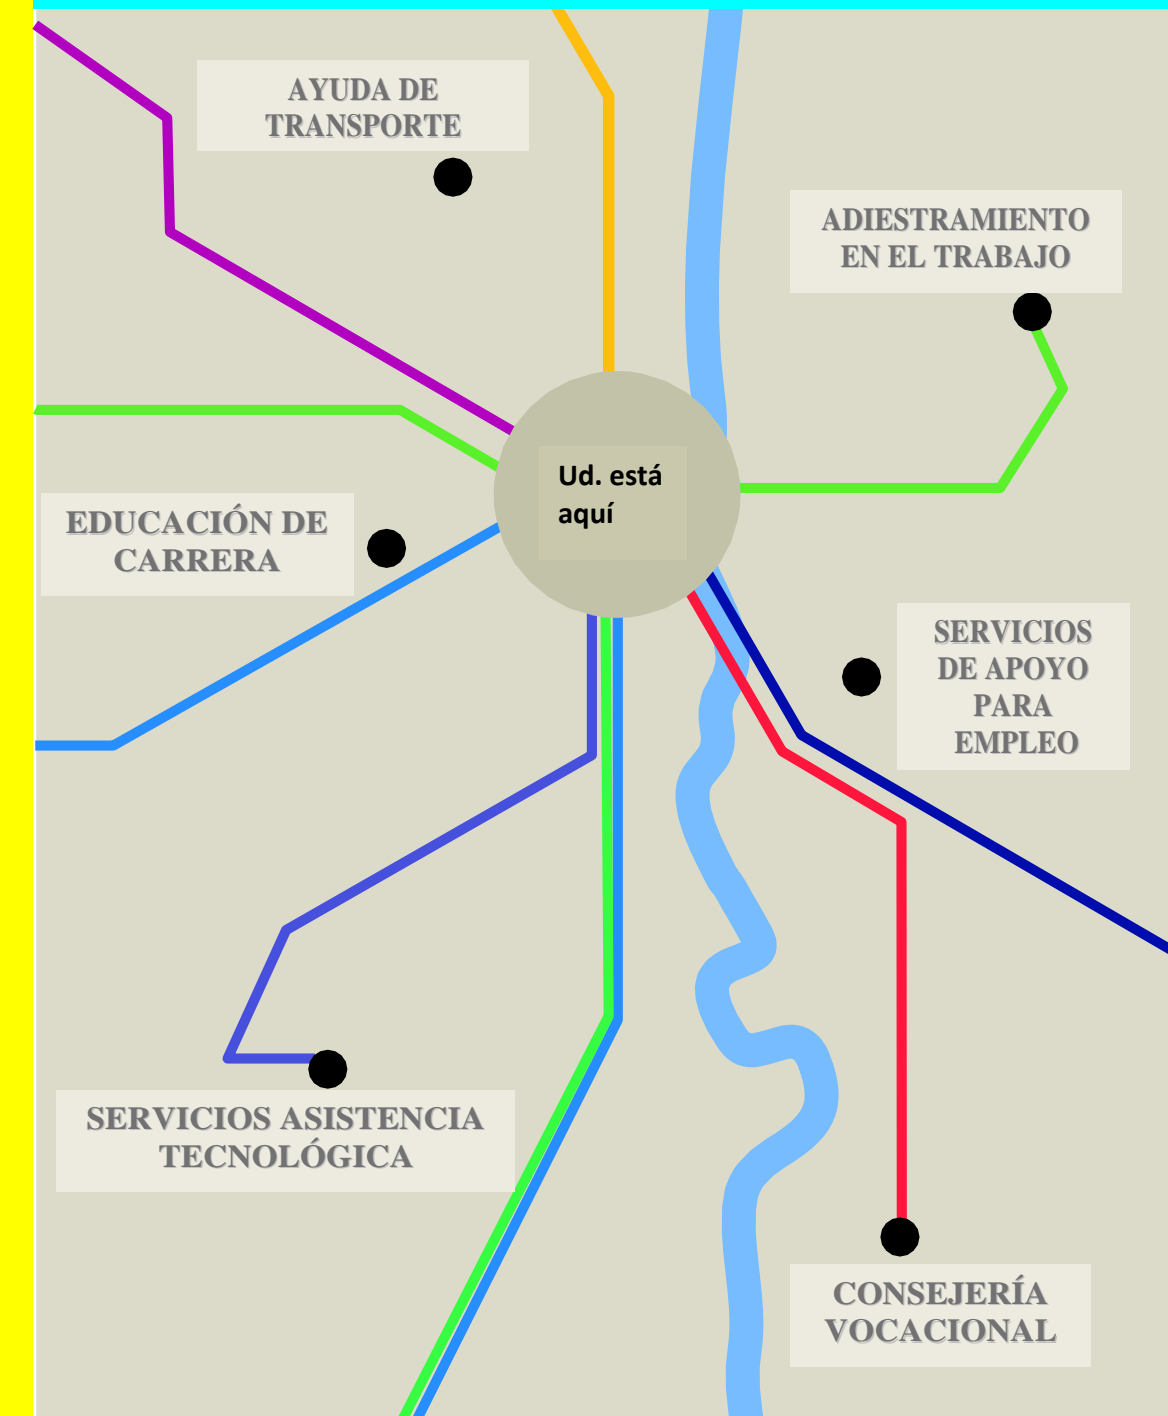 AYUDA DE
TRANSPORTE
ADIESTRAMIENTO
EN EL TRABAJO
Ud. está
aquí
EDUCACIÓN DE
CARRERA
SERVICIOS
DE APOYO
PARA
EMPLEO
SERVICIOS ASISTENCIA
TECNOLÓGICA
CONSEJERÍA
VOCACIONAL